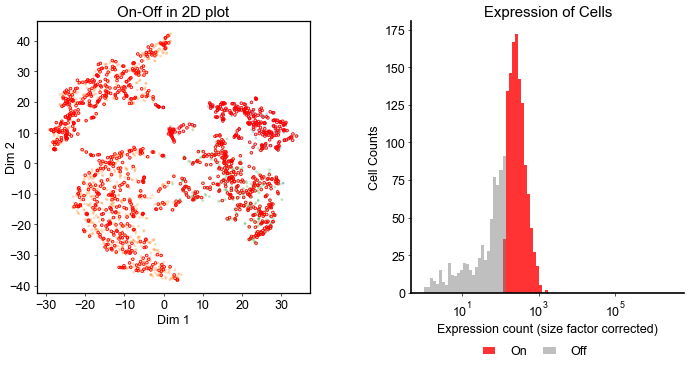 On-Off in 2D plot
Dim 2
40
30
20
10
0
−10
−20
−30
−40
−30 −20 −10 0 10 20 30
Dim 1
Expression of Cells
Cell Counts
175
150
125
100
75
50
25
0
10^1 10^3 10^5
Expression count (size factor corrected)
On Off